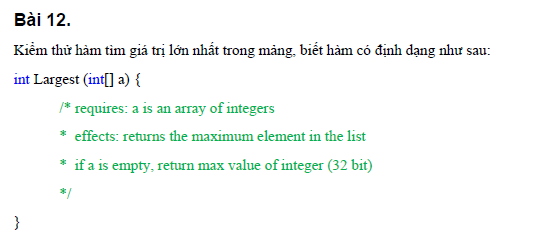 Bài 12.
Kiểm thử hàm tìm giá trị lớn nhất trong mảng, biết hàm có định dạng như sau:
int Largest (int[] a) {
/* requires: a is an array of integers
* effects: returns the maximum element in the list
* if a is empty, return max value of integer (32 bit)
*/
}